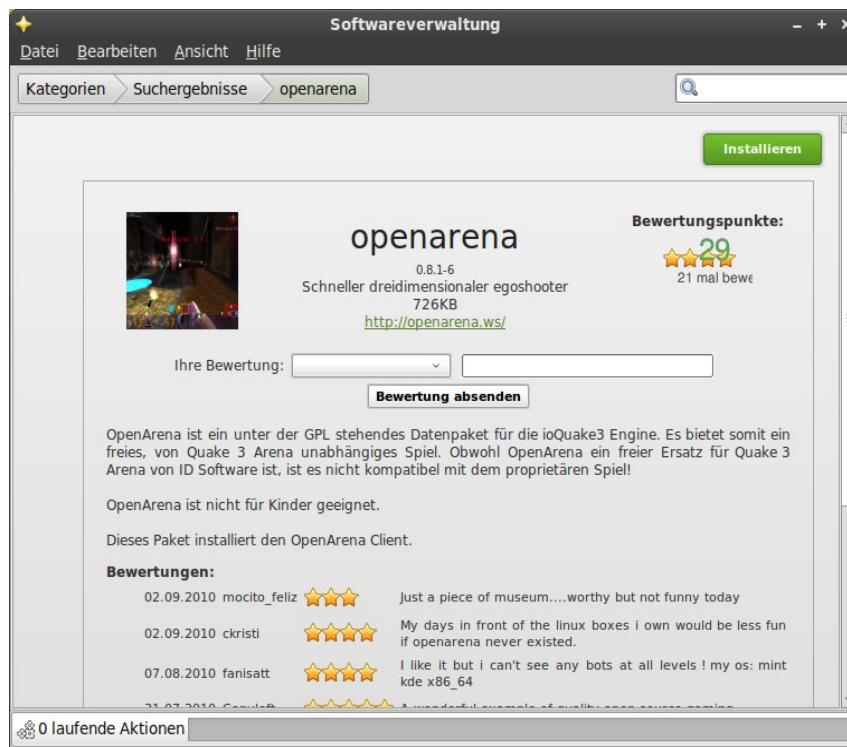 Softwareverwaltung
Datei Bearbeiten Ansicht Hilfe
Kategorien Suchergebnisse openarena
Installieren
openarena
0.8.1-6
Schneller dreidimensionaler egoshooter
726KB
http://openarena.ws/
Bewertungspunkte:
29
21 mal bewe
Ihre Bewertung:
Bewertung absenden
OpenArena ist ein unter der GPL stehendes Datenpaket für die ioQuake3 Engine. Es bietet somit ein
freies, von Quake 3 Arena unabhängiges Spiel. Obwohl OpenArena ein freier Ersatz für Quake 3
Arena von ID Software ist, ist es nicht kompatibel mit dem proprietären Spiel!
OpenArena ist nicht für Kinder geeignet.
Dieses Paket installiert den OpenArena Client.
Bewertungen:
02.09.2010 mocito_feliz Just a piece of museum....worthy but not funny today
02.09.2010 ckristi My days in front of the linux boxes i own would be less fun
if openarena never existed.
07.08.2010 fanisatt I like it but i can't see any bots at all levels ! my os: mint
kde x86_64
A wonderful example of quality open source gaming
0 laufende Aktionen